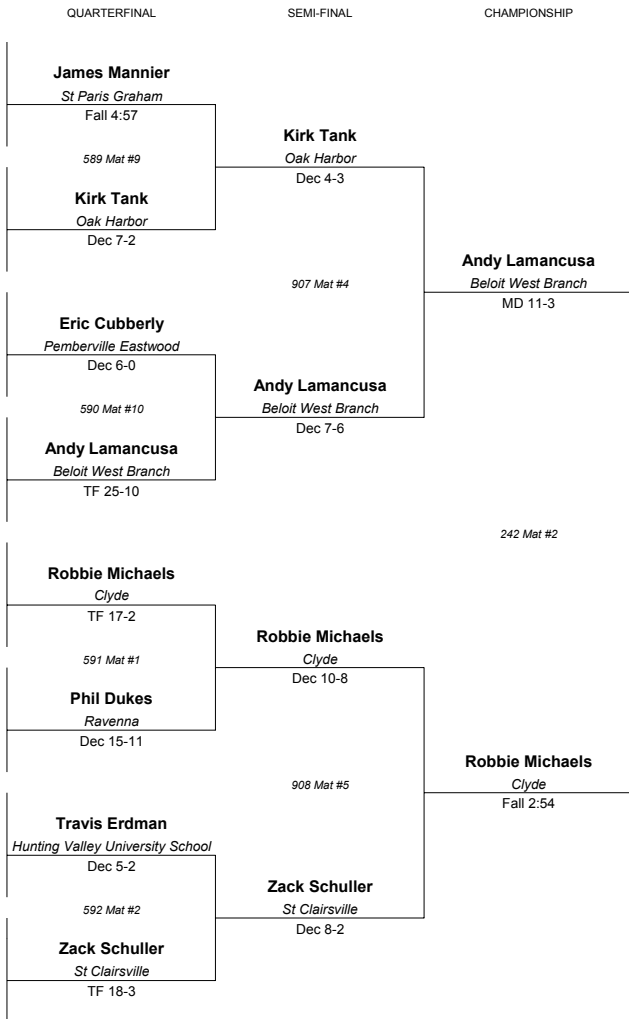 QUARTERFINAL SEMI-FINAL CHAMPIONSHIP
James Mannier
St Paris Graham
Fall 4:57
Kirk Tank
589 Mat #9
Oak Harbor
Dec 4-3
Kirk Tank
Oak Harbor
Dec 7-2
Andy Lamancusa
907 Mat #4
Beloit West Branch
MD 11-3
Eric Cubberly
Pemberville Eastwood
Dec 6-0
Andy Lamancusa
590 Mat #10
Beloit West Branch
Dec 7-6
Andy Lamancusa
Beloit West Branch
TF 25-10
242 Mat #2
Robbie Michaels
Clyde
TF 17-2
Robbie Michaels
591 Mat #1
Clyde
Dec 10-8
Phil Dukes
Ravenna
Dec 15-11
Robbie Michaels
908 Mat #5
Clyde
Fall 2:54
Travis Erdman
Hunting Valley University School
Dec 5-2
Zack Schuller
592 Mat #2
St Clairsville
Dec 8-2
Zack Schuller
St Clairsville
TF 18-3